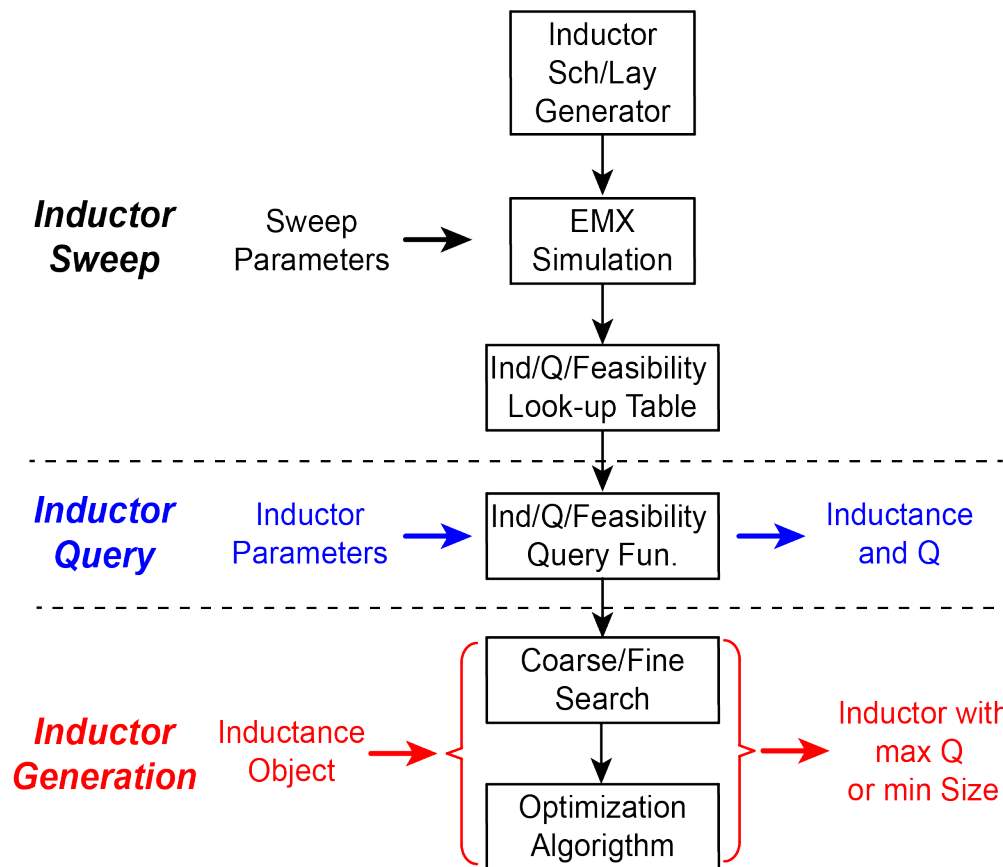 Inductor
Sch/Lay
Generator
Inductor
Sweep
Sweep
Parameters
EMX
Simulation
Ind/Q/Feasibility
Look-up Table
Inductor
Query
Inductor
Parameters
Ind/Q/Feasibility
Query Fun.
Inductance
and Q
Inductor
Generation
Inductance
Object
Coarse/Fine
Search
Optimization
Algorigthm
Inductor with
max Q
or min Size